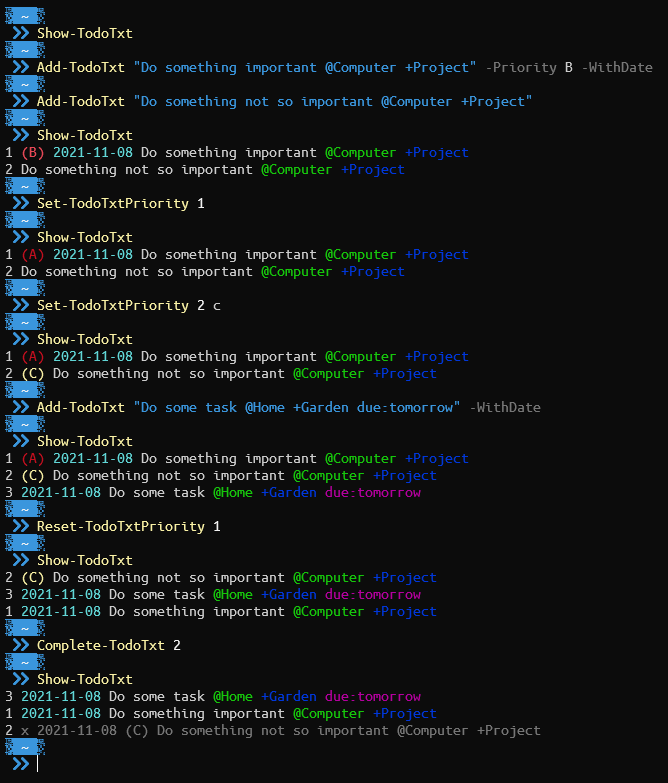 ~
>> Show-TodoTxt
~
>> Add-TodoTxt "Do something important @Computer +Project" -Priority B -WithDate
~
>> Add-TodoTxt "Do something not so important @Computer +Project"
~
>> Show-TodoTxt
1 (B) 2021-11-08 Do something important @Computer +Project
2 Do something not so important @Computer +Project
~
>> Set-TodoTxtPriority 1
~
>> Show-TodoTxt
1 (A) 2021-11-08 Do something important @Computer +Project
2 Do something not so important @Computer +Project
~
>> Set-TodoTxtPriority 2 c
~
>> Show-TodoTxt
1 (A) 2021-11-08 Do something important @Computer +Project
2 (C) Do something not so important @Computer +Project
~
>> Add-TodoTxt "Do some task @Home +Garden due:tomorrow" -WithDate
~
>> Show-TodoTxt
1 (A) 2021-11-08 Do something important @Computer +Project
2 (C) Do something not so important @Computer +Project
3 2021-11-08 Do some task @Home +Garden due:tomorrow
~
>> Reset-TodoTxtPriority 1
~
>> Show-TodoTxt
2 (C) Do something not so important @Computer +Project
3 2021-11-08 Do some task @Home +Garden due:tomorrow
1 2021-11-08 Do something important @Computer +Project
~
>> Complete-TodoTxt 2
~
>> Show-TodoTxt
3 2021-11-08 Do some task @Home +Garden due:tomorrow
1 2021-11-08 Do something important @Computer +Project
2 x 2021-11-08 (C) Do something not so important @Computer +Project
~
>>